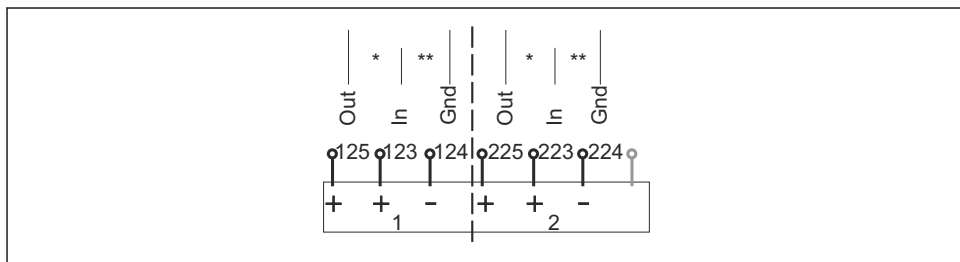 * ** * **
Out In Gnd Out In Gnd
125 123 124 225 223 224
+ + - + + -
1 2